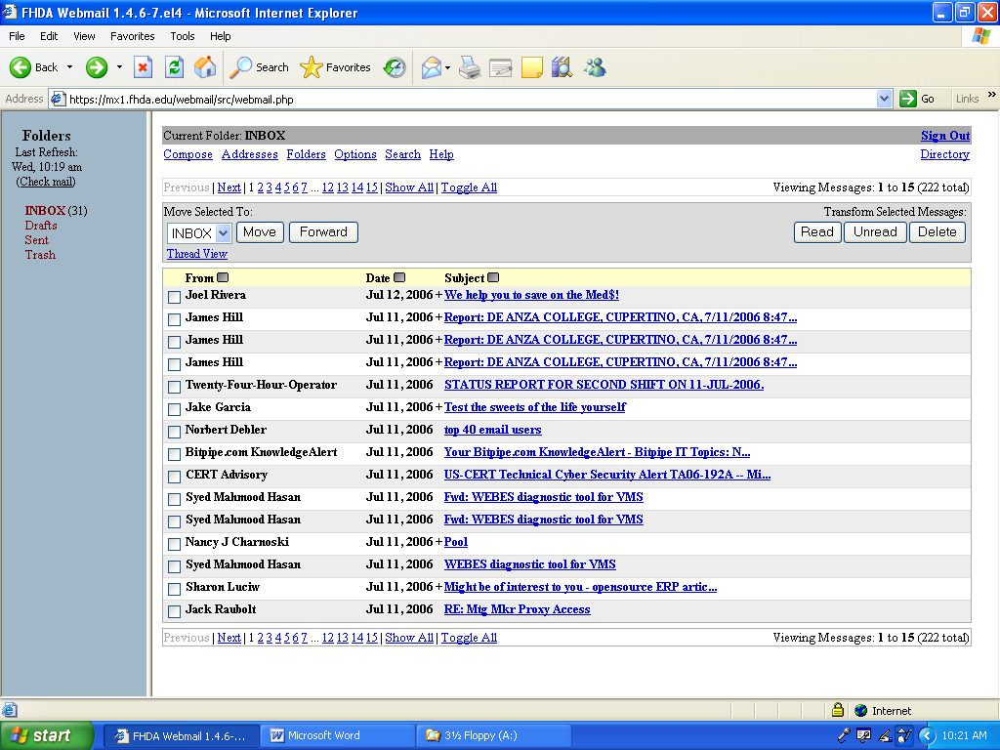 FHDA Webmail 1.4.6-7.el4 - Microsoft Internet Explorer
File Edit View Favorites Tools Help
Back Search Favorites
Address https://mx1.fhda.edu/webmail/src/webmail.php Go Links »
Folders
Last Refresh:
Wed, 10:19 am
(Check mail)
INBOX (31)
Drafts
Sent
Trash
Current Folder: INBOX Sign Out
Compose Addresses Folders Options Search Help Directory
Previous | Next | 1 2 3 4 5 6 7 ... 12 13 14 15 | Show All | Toggle All Viewing Messages: 1 to 15 (222 total)
Move Selected To: Transform Selected Messages:
INBOX Move Forward Read Unread Delete
Thread View
From Date Subject
Joel Rivera Jul 12, 2006 + We help you to save on the Med$!
James Hill Jul 11, 2006 + Report: DE ANZA COLLEGE, CUPERTINO, CA, 7/11/2006 8:47...
James Hill Jul 11, 2006 + Report: DE ANZA COLLEGE, CUPERTINO, CA, 7/11/2006 8:47...
James Hill Jul 11, 2006 + Report: DE ANZA COLLEGE, CUPERTINO, CA, 7/11/2006 8:47...
Twenty-Four-Hour-Operator Jul 11, 2006 STATUS REPORT FOR SECOND SHIFT ON 11-JUL-2006.
Jake Garcia Jul 11, 2006 + Test the sweets of the life yourself
Norbert Debler Jul 11, 2006 top 40 email users
Bitpipe.com KnowledgeAlert Jul 11, 2006 Your Bitpipe.com KnowledgeAlert - Bitpipe IT Topics: N...
CERT Advisory Jul 11, 2006 US-CERT Technical Cyber Security Alert TA06-192A -- Mi...
Syed Mahmood Hasan Jul 11, 2006 Fwd: WEBES diagnostic tool for VMS
Syed Mahmood Hasan Jul 11, 2006 Fwd: WEBES diagnostic tool for VMS
Nancy J Charnoski Jul 11, 2006 + Pool
Syed Mahmood Hasan Jul 11, 2006 WEBES diagnostic tool for VMS
Sharon Luciw Jul 11, 2006 + Might be of interest to you - opensource ERP artic...
Jack Raubolt Jul 11, 2006 RE: Mtg Mkr Proxy Access
Previous | Next | 1 2 3 4 5 6 7 ... 12 13 14 15 | Show All | Toggle All Viewing Messages: 1 to 15 (222 total)
Internet
start FHDA Webmail 1.4.6-... Microsoft Word 3½ Floppy (A:) 10:21 AM